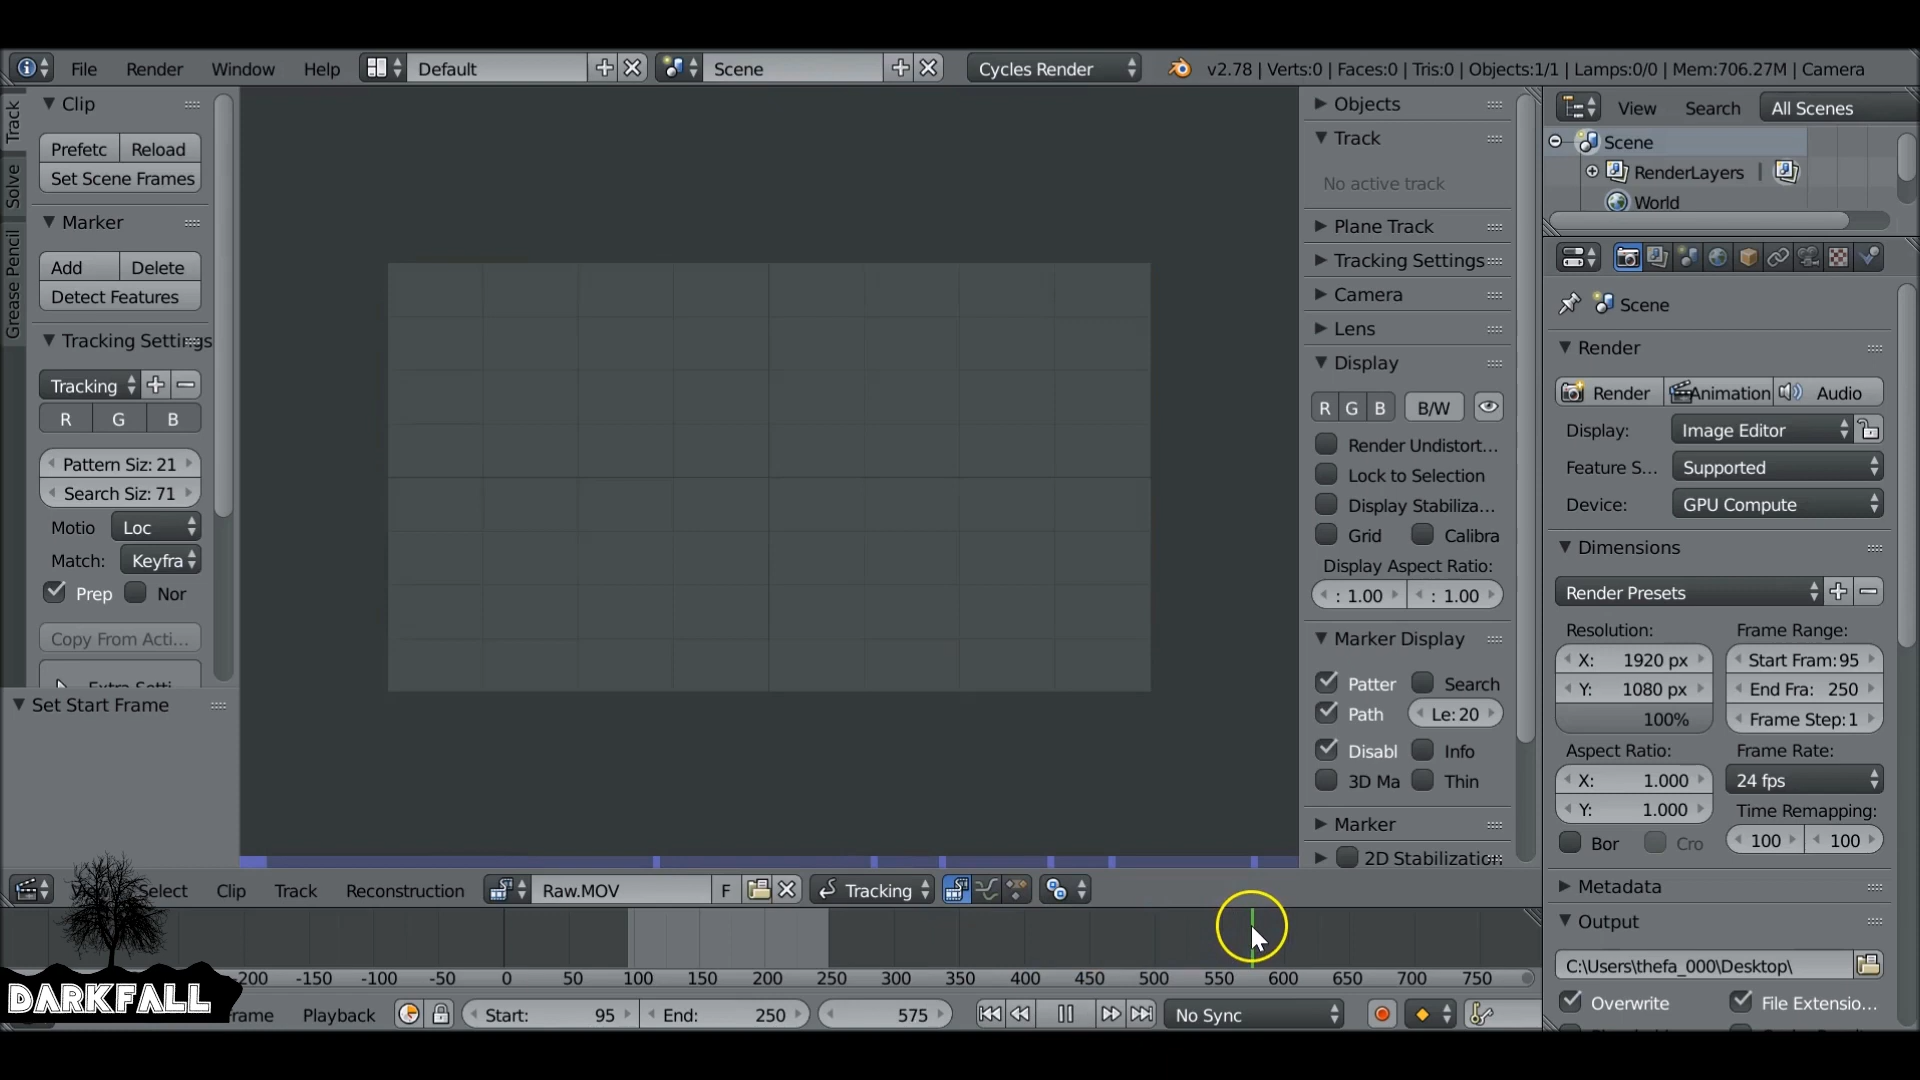 File Render Window Help Default Scene Cycles Render v2.78 | Verts:0 | Faces:0 | Tris:0 | Objects:1/1 | Lamps:0/0 | Mem:706.27M | Camera
Track
Solve
Grease Pencil
Clip
Prefetc Reload
Set Scene Frames
Marker
Add Delete
Detect Features
Tracking Settings
Tracking
R G B
Pattern Siz: 21
Search Siz: 71
Motio Loc
Match: Keyfra
Prep Nor
Copy From Acti...
Set Start Frame
Objects
Track
No active track
Plane Track
Tracking Settings
Camera
Lens
Display
R G B B/W
Render Undistort...
Lock to Selection
Display Stabiliza...
Grid Calibra
Display Aspect Ratio:
: 1.00 : 1.00
Marker Display
Patter Search
Path Le: 20
Disabl Info
3D Ma Thin
Marker
2D Stabilization
View Search All Scenes
Scene
RenderLayers |
World
Scene
Render
Render Animation Audio
Display: Image Editor
Feature S... Supported
Device: GPU Compute
Dimensions
Render Presets
Resolution: Frame Range:
X: 1920 px Start Fram: 95
Y: 1080 px End Fra: 250
100% Frame Step: 1
Aspect Ratio: Frame Rate:
X: 1.000 24 fps
Y: 1.000 Time Remapping:
Bor Cro 100 100
Metadata
Output
C:\Users\thefa_000\Desktop\
Overwrite File Extensio...
View Select Clip Track Reconstruction Raw.MOV F Tracking
-200 -150 -100 -50 0 50 100 150 200 250 300 350 400 450 500 550 600 650 700 750
DARKFALL
rame Playback Start: 95 End: 250 575 No Sync